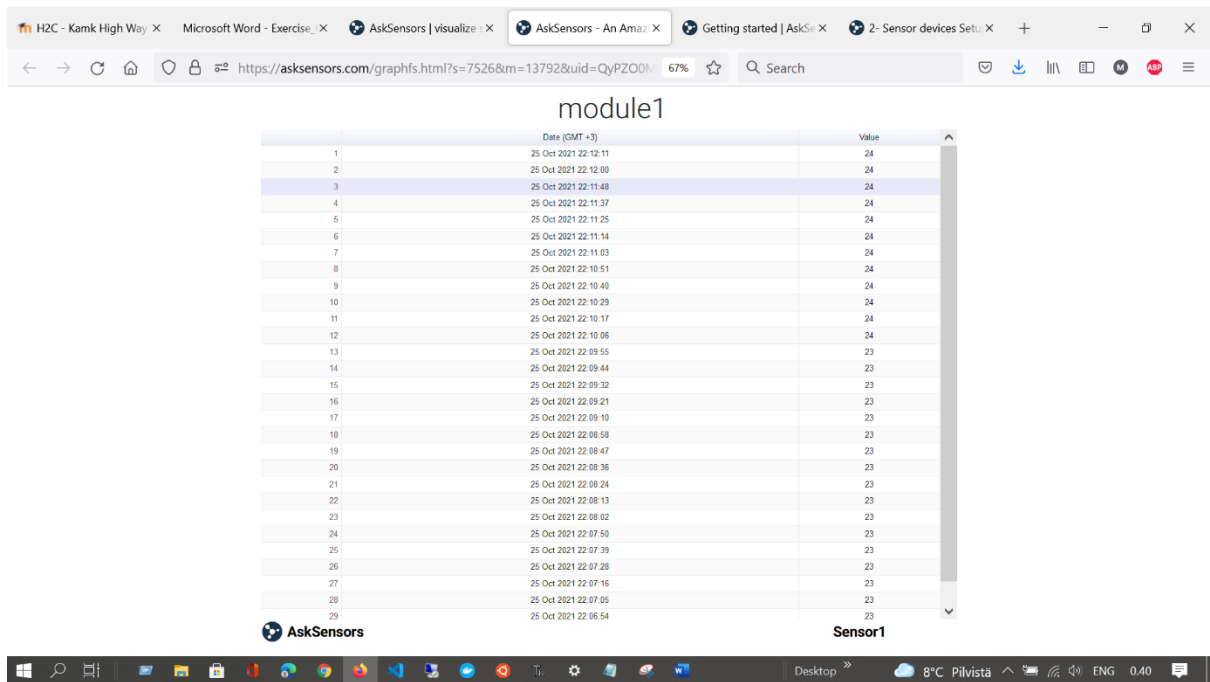 H2C - Kamk High Way Microsoft Word - Exercise_ AskSensors | visualize s AskSensors - An Amaz Getting started | AskSe 2- Sensor devices Setu
https://asksensors.com/graphfs.html?s=7526&m=13792&uid=QyPZO0M 67% Search M ABP
module1
Date (GMT +3) Value
1 25 Oct 2021 22:12:11 24
2 25 Oct 2021 22:12:00 24
3 25 Oct 2021 22:11:48 24
4 25 Oct 2021 22:11:37 24
5 25 Oct 2021 22:11:25 24
6 25 Oct 2021 22:11:14 24
7 25 Oct 2021 22:11:03 24
8 25 Oct 2021 22:10:51 24
9 25 Oct 2021 22:10:40 24
10 25 Oct 2021 22:10:29 24
11 25 Oct 2021 22:10:17 24
12 25 Oct 2021 22:10:06 24
13 25 Oct 2021 22:09:55 23
14 25 Oct 2021 22:09:44 23
15 25 Oct 2021 22:09:32 23
16 25 Oct 2021 22:09:21 23
17 25 Oct 2021 22:09:10 23
18 25 Oct 2021 22:08:58 23
19 25 Oct 2021 22:08:47 23
20 25 Oct 2021 22:08:36 23
21 25 Oct 2021 22:08:24 23
22 25 Oct 2021 22:08:13 23
23 25 Oct 2021 22:08:02 23
24 25 Oct 2021 22:07:50 23
25 25 Oct 2021 22:07:39 23
26 25 Oct 2021 22:07:28 23
27 25 Oct 2021 22:07:16 23
28 25 Oct 2021 22:07:05 23
29 25 Oct 2021 22:06:54 23
AskSensors Sensor1
Desktop 8°C Pilvistä ENG 0.40